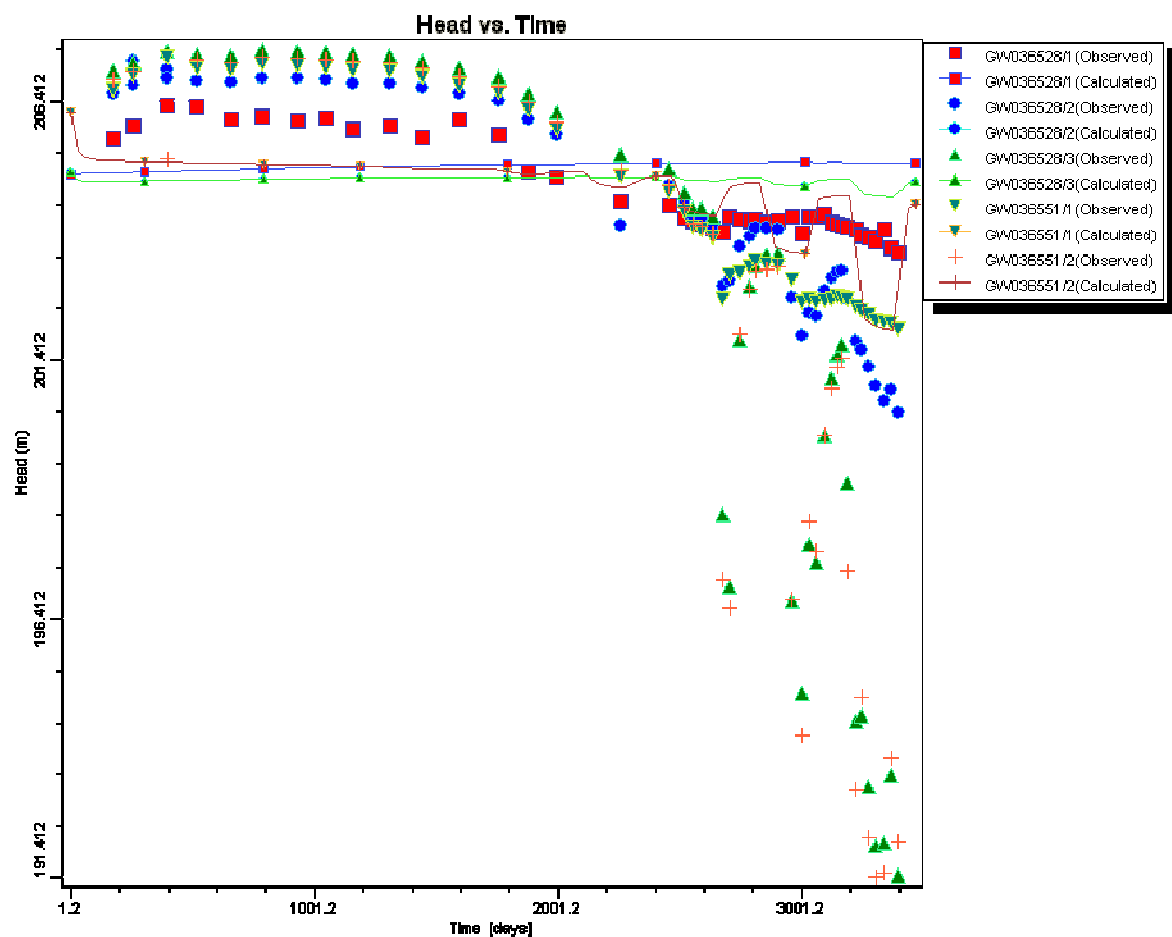 Head vs. Time
GW036528/1(Observed)
GW036528/1(Calculated)
GW036528/2(Observed)
GW036528/2(Calculated)
GW036528/3(Observed)
GW036528/3(Calculated)
GW036551/1(Observed)
GW036551/1(Calculated)
GW036551/2(Observed)
GW036551/2(Calculated)
206.412
201.412
196.412
191.412
Head (m)
1.2
1001.2
2001.2
3001.2
Time [days]